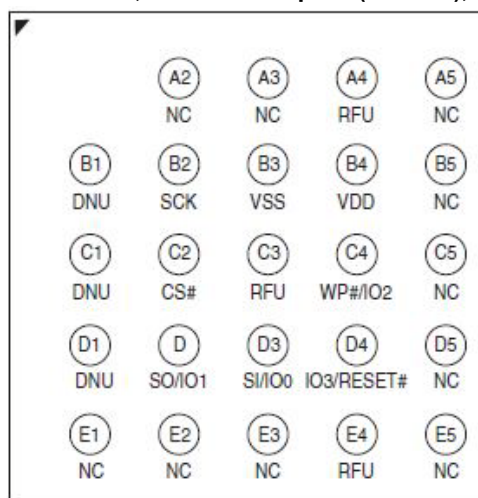 A2 A3 A4 A5
NC NC RFU NC
B1 B2 B3 B4 B5
DNU SCK VSS VDD NC
C1 C2 C3 C4 C5
DNU CS# RFU WP#/IO2 NC
D1 D D3 D4 D5
DNU SO/IO1 SI/IO0 IO3/RESET# NC
E1 E2 E3 E4 E5
NC NC NC RFU NC